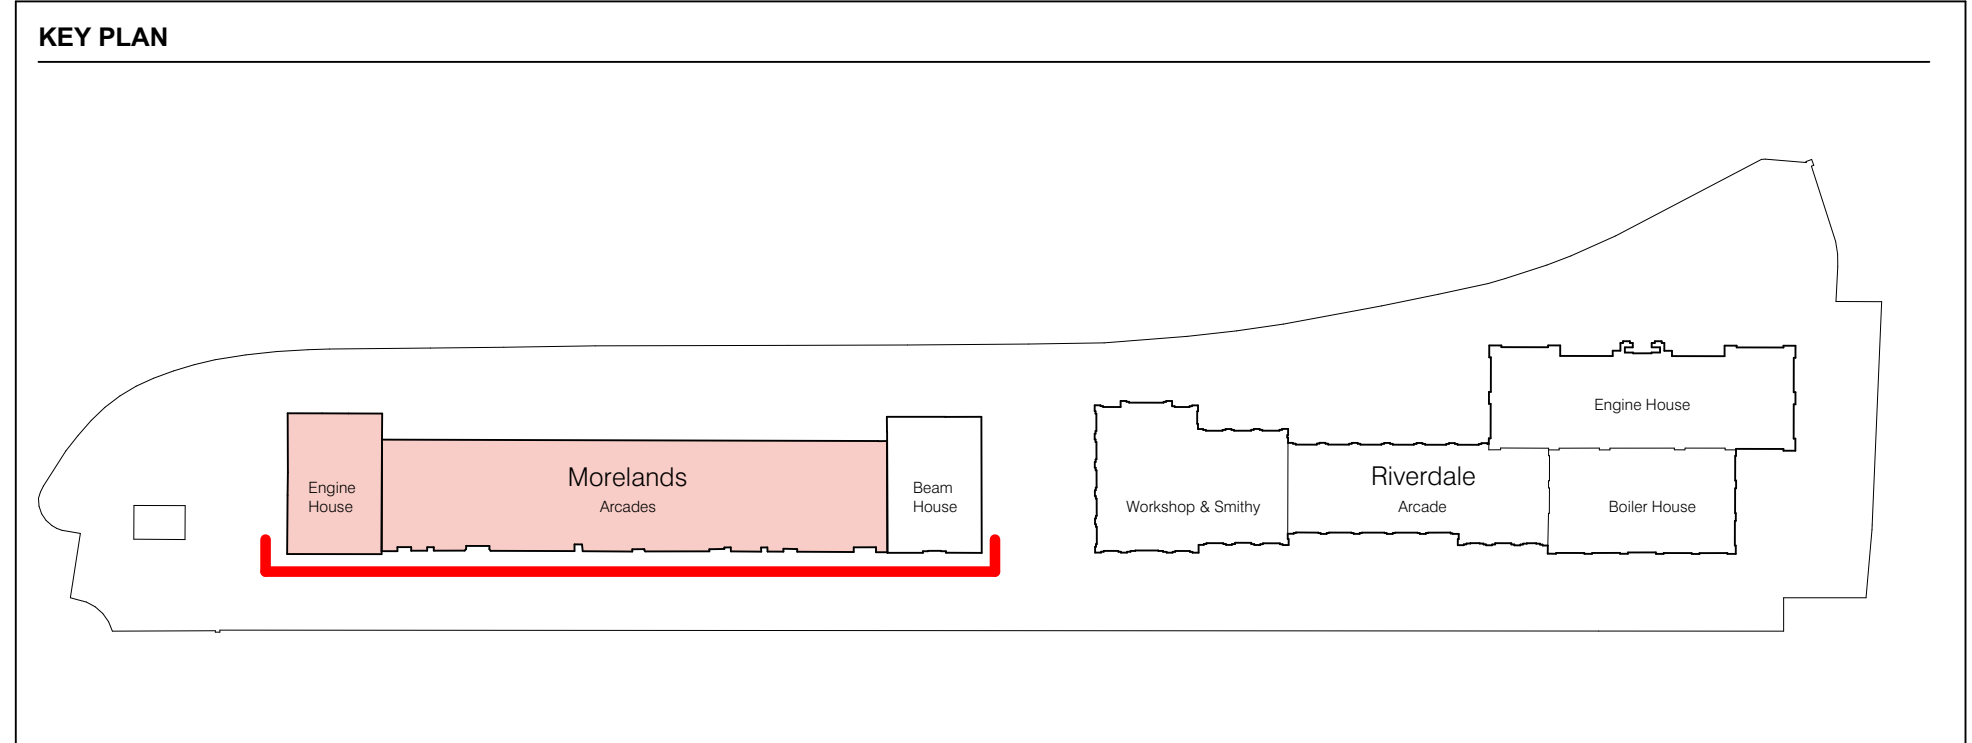 KEY PLAN
Engine
House
Morelands
Arcades
Beam
House
Workshop & Smithy
Riverdale
Arcade
Engine House
Boiler House